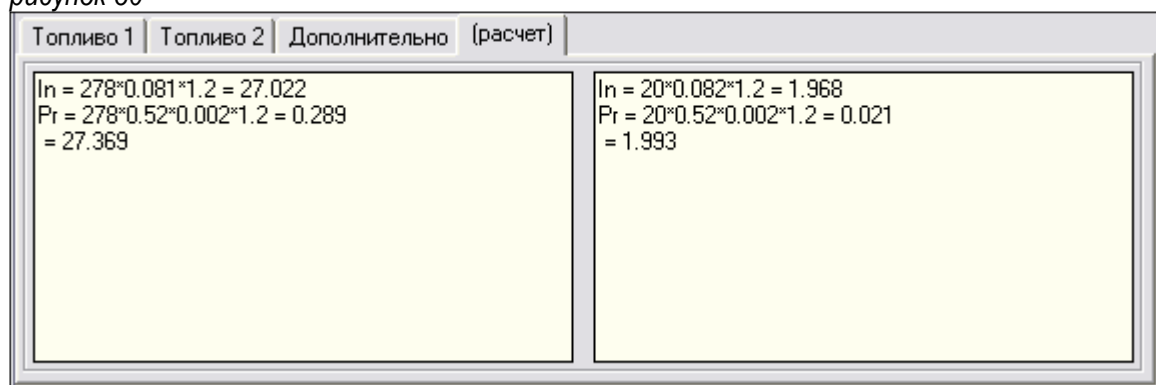 рисунок 30
Топливо 1 Топливо 2 Дополнительно (расчет)
In = 278*0.081*1.2 = 27.022
Pr = 278*0.52*0.002*1.2 = 0.289
= 27.369
In = 20*0.082*1.2 = 1.968
Pr = 20*0.52*0.002*1.2 = 0.021
= 1.993